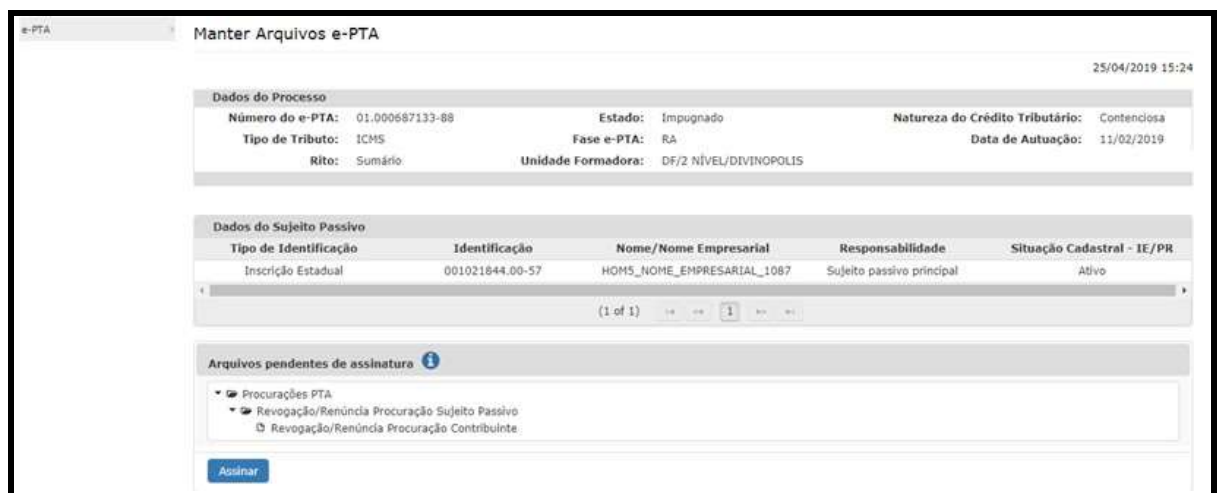 e-PTA
Manter Arquivos e-PTA
25/04/2019 15:24
Dados do Processo
Número do e-PTA: 01.000687133-88 Estado: Impugnado Natureza do Crédito Tributário: Contenciosa
Tipo de Tributo: ICMS Fase e-PTA: RA Data de Autuação: 11/02/2019
Rito: Sumário Unidade Formadora: DF/2 NÍVEL/DIVINOPOLIS
Dados do Sujeito Passivo
Tipo de Identificação Identificação Nome/Nome Empresarial Responsabilidade Situação Cadastral - IE/PR
Inscrição Estadual 001021844.00-57 HOM5_NOME_EMPRESARIAL_1087 Sujeito passivo principal Ativo
(1 of 1) 1
Arquivos pendentes de assinatura
Procurações PTA
Revogação/Renúncia Procuração Sujeito Passivo
Revogação/Renúncia Procuração Contribuinte
Assinar